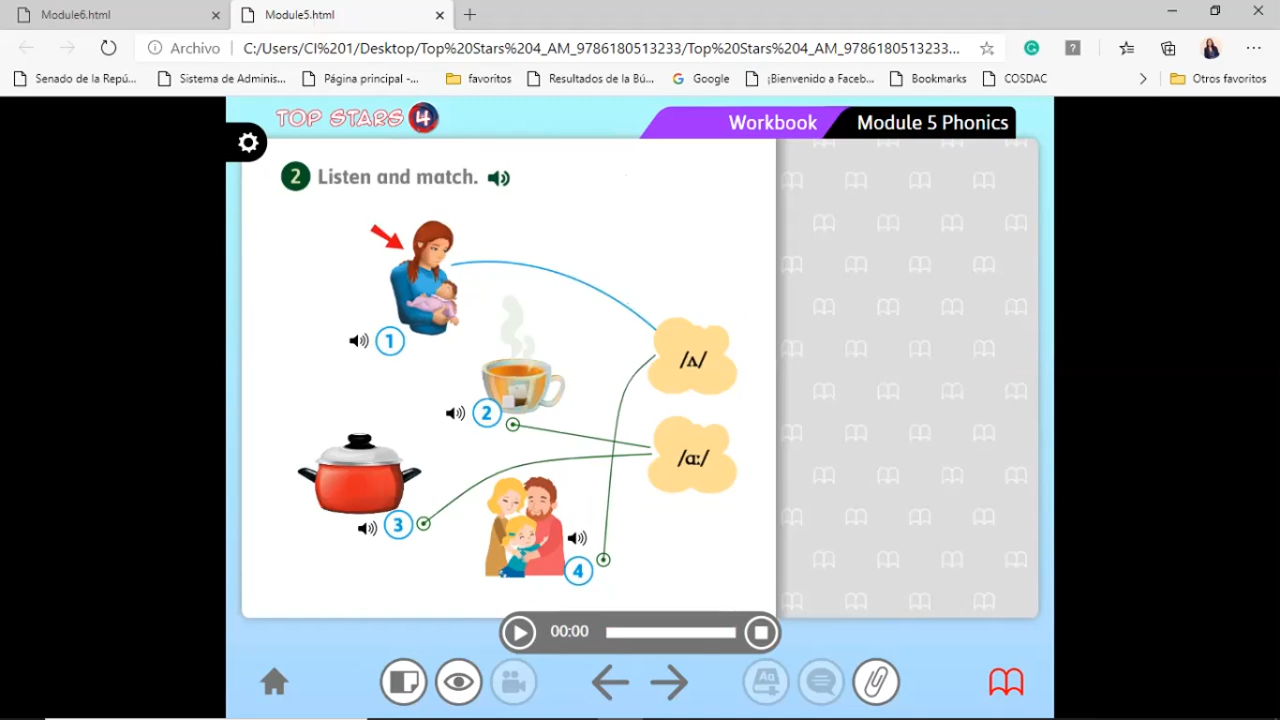 Module6.html
Module5.html
Archivo C:/Users/CI%201/Desktop/Top%20Stars%204_AM_9786180513233/Top%20Stars%204_AM_9786180513233...
Senado de la Repú... Sistema de Adminis... Página principal -... favoritos Resultados de la Bú... Google ¡Bienvenido a Faceb... Bookmarks COSDAC Otros favoritos
TOP STARS 4
Workbook
Module 5 Phonics
2 Listen and match.
1
/ʌ/
2
/ɑː/
3
4
00:00
Aa